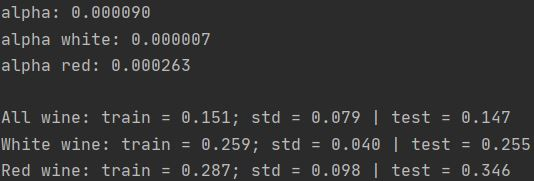 alpha: 0.000090
alpha white: 0.000007
alpha red: 0.000263
All wine: train = 0.151; std = 0.079 | test = 0.147
White wine: train = 0.259; std = 0.040 | test = 0.255
Red wine: train = 0.287; std = 0.098 | test = 0.346